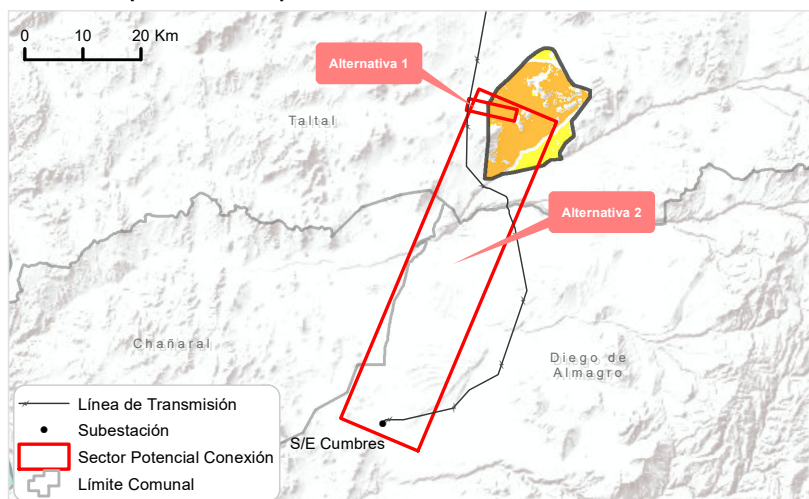 0 10 20 Km
Alternativa 1
Taltal
Alternativa 2
Chañaral
Diego de
Almagro
S/E Cumbres
Línea de Transmisión
Subestación
Sector Potencial Conexión
Límite Comunal